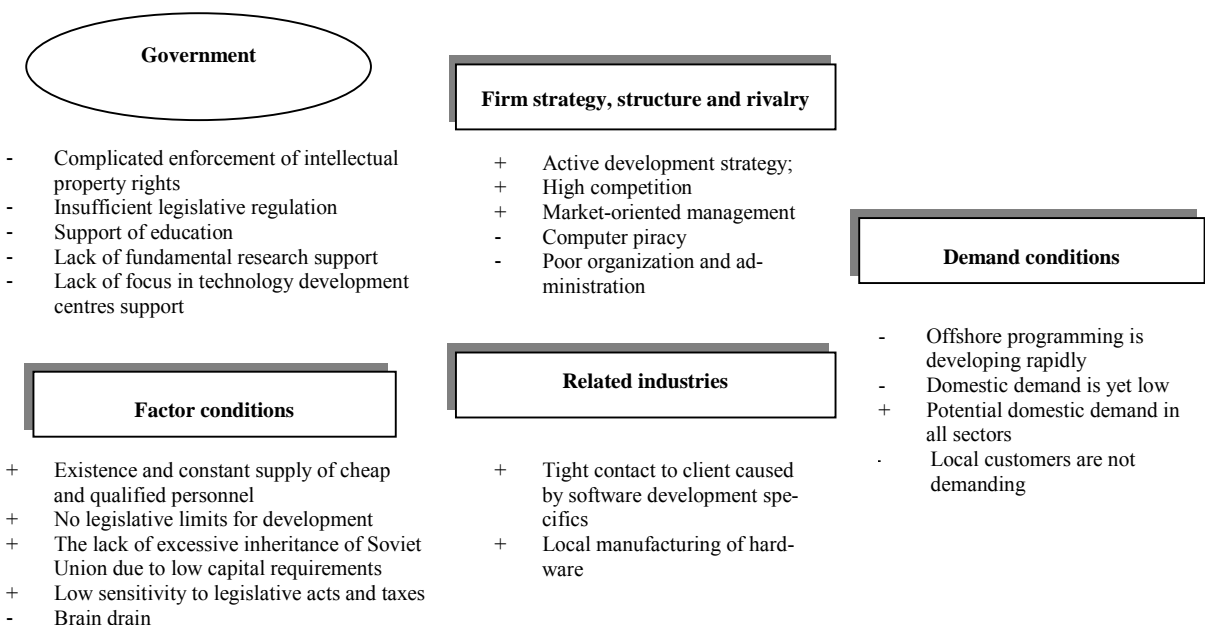 Government
- Complicated enforcement of intellectual
property rights
- Insufficient legislative regulation
- Support of education
- Lack of fundamental research support
- Lack of focus in technology development
centres support
Firm strategy, structure and rivalry
+ Active development strategy;
+ High competition
+ Market-oriented management
- Computer piracy
- Poor organization and ad-
ministration
Demand conditions
- Offshore programming is
developing rapidly
- Domestic demand is yet low
+ Potential domestic demand in
all sectors
- Local customers are not
demanding
Factor conditions
+ Existence and constant supply of cheap
and qualified personnel
+ No legislative limits for development
+ The lack of excessive inheritance of Soviet
Union due to low capital requirements
+ Low sensitivity to legislative acts and taxes
- Brain drain
Related industries
+ Tight contact to client caused
by software development spe-
cifics
+ Local manufacturing of hard-
ware